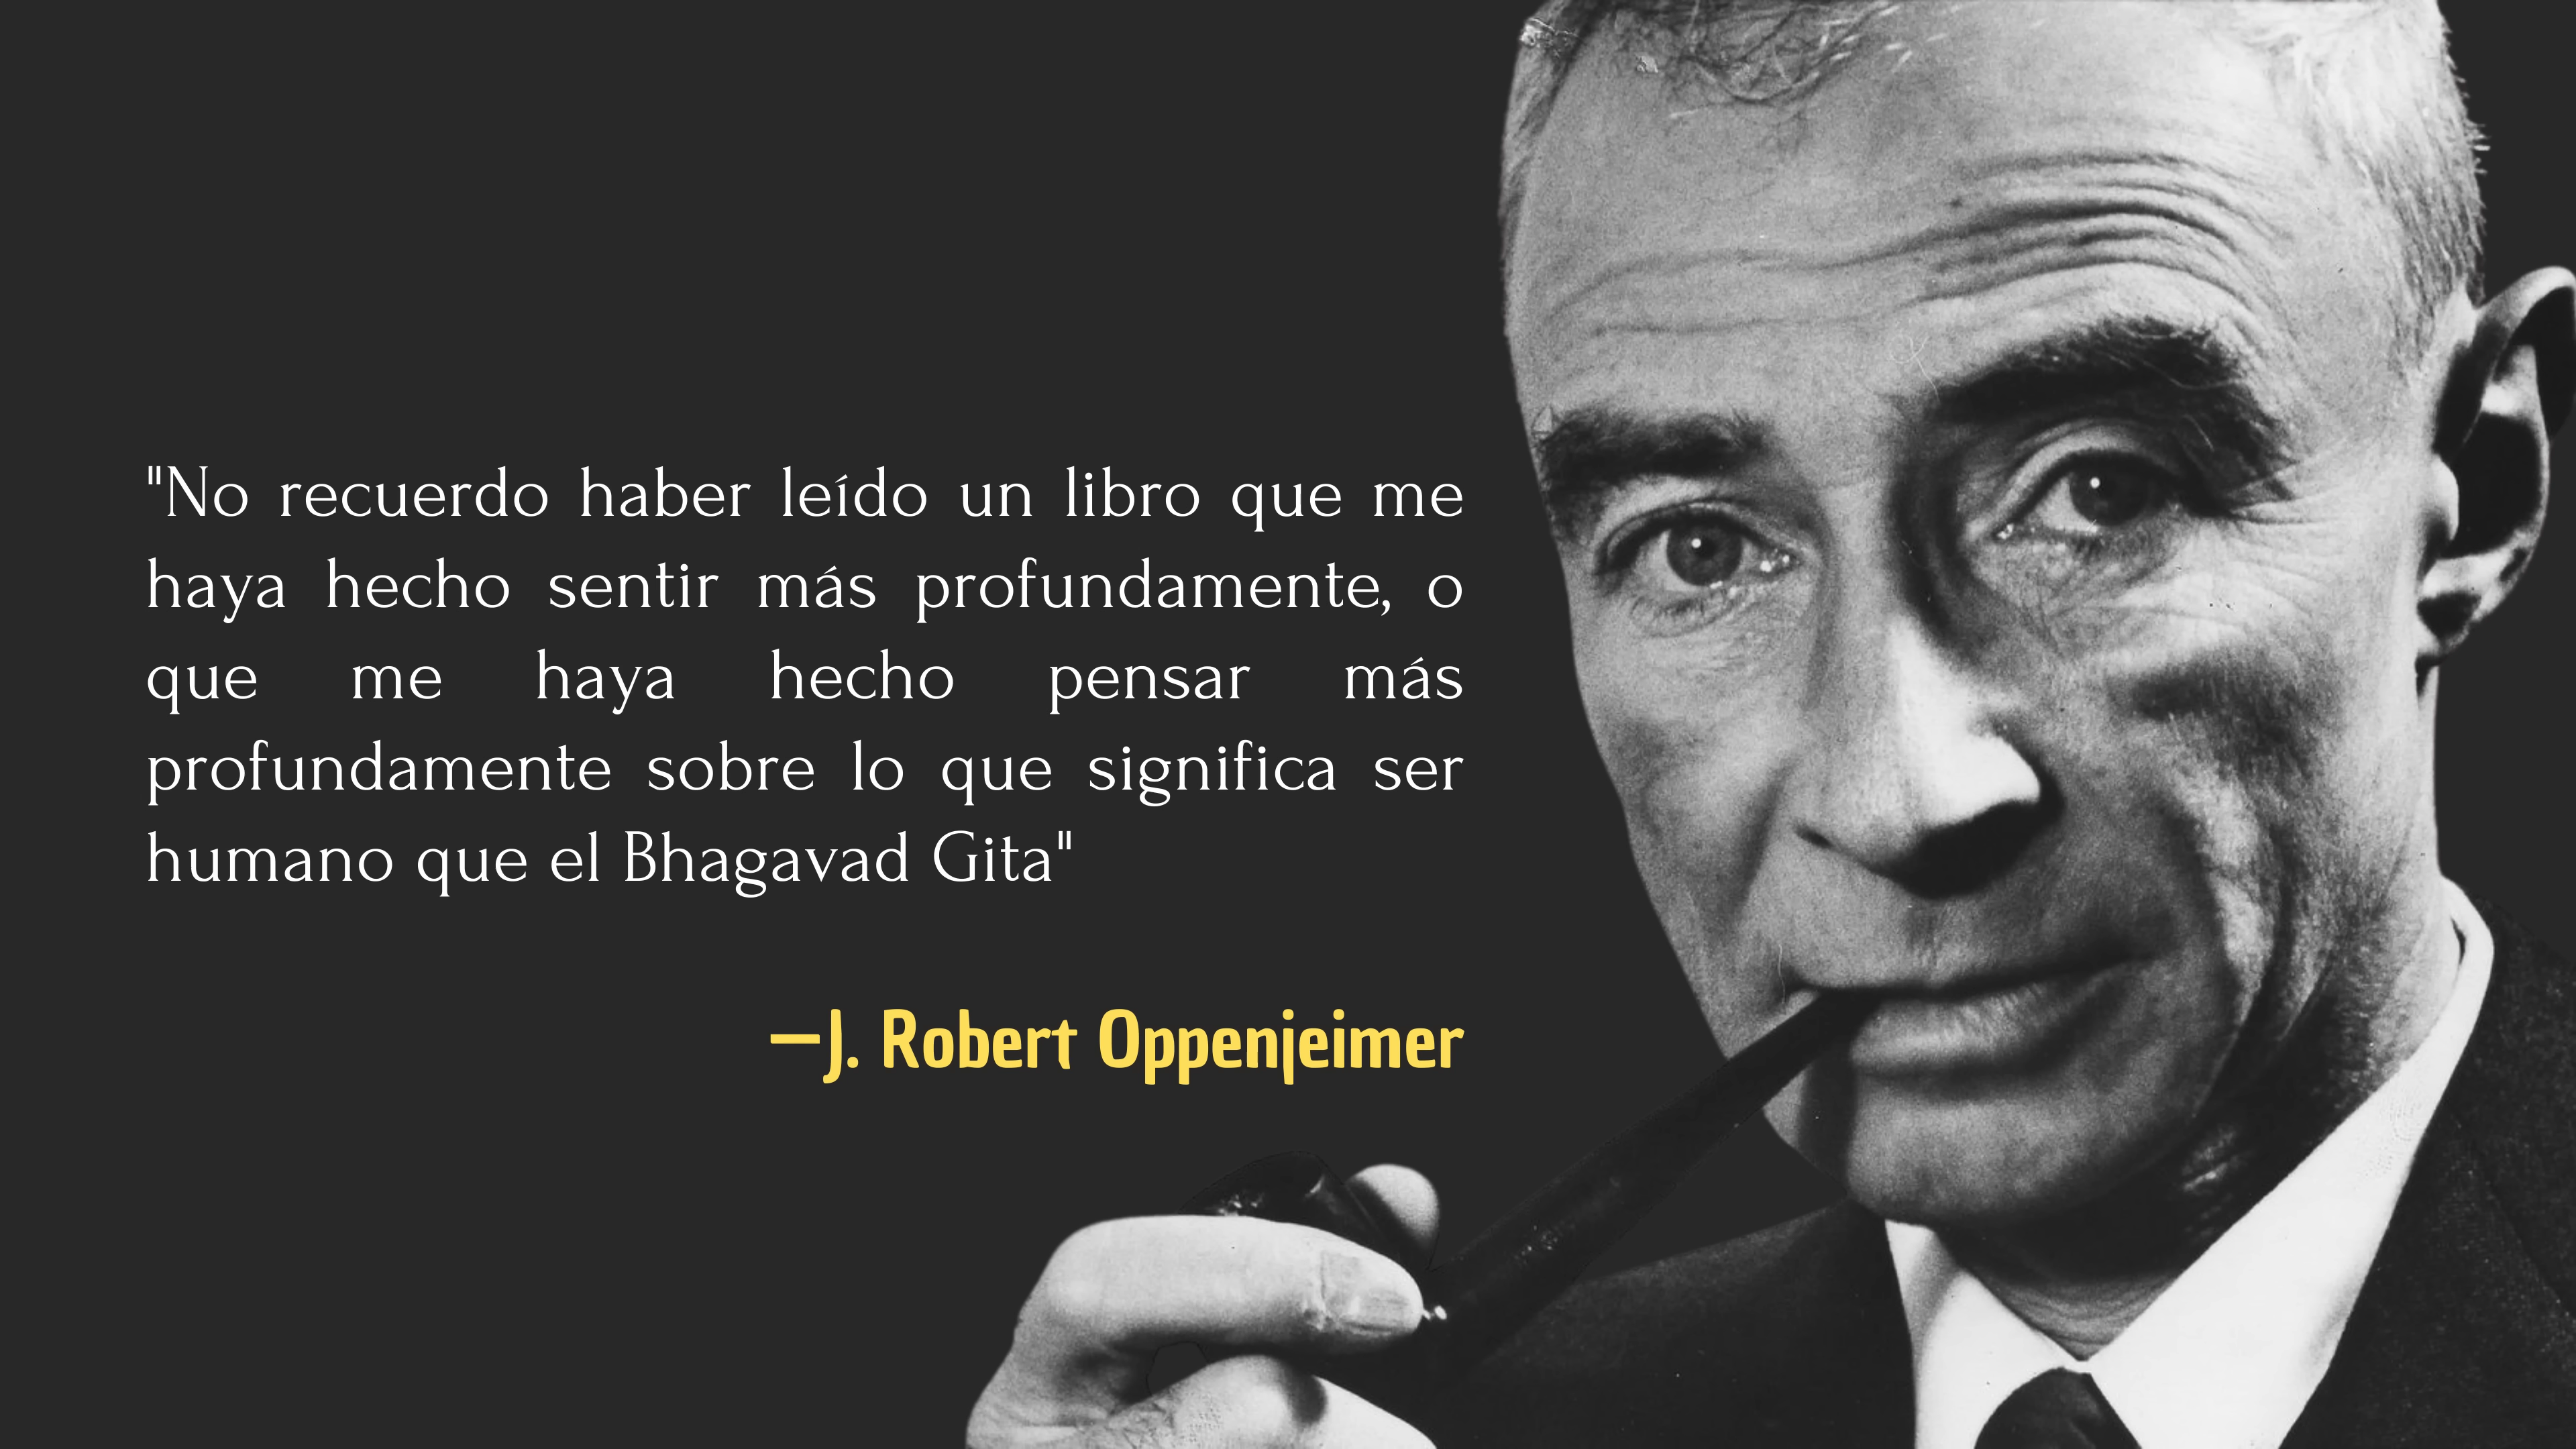 "No recuerdo haber leído un libro que me
haya hecho sentir más profundamente, o
que me haya hecho pensar más
profundamente sobre lo que significa ser
humano que el Bhagavad Gita"
—J. Robert Oppenjeimer